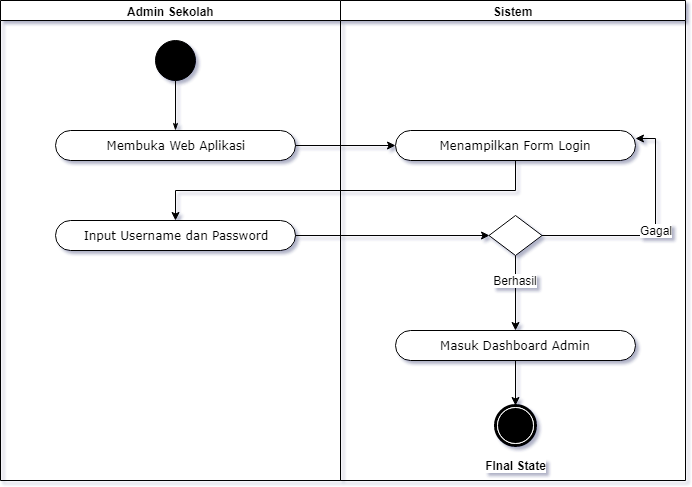 Admin Sekolah
Sistem
Membuka Web Aplikasi
Menampilkan Form Login
Input Username dan Password
Gagal
Berhasil
Masuk Dashboard Admin
FInal State